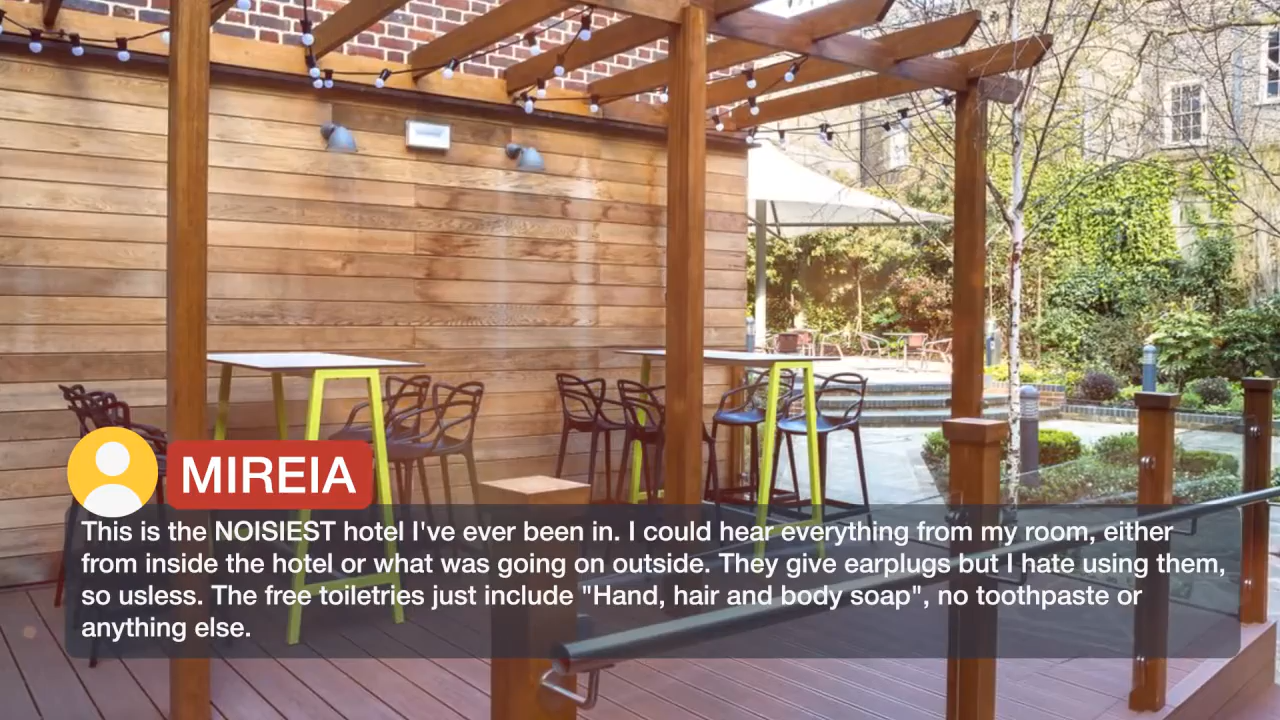 MIREIA
This is the NOISIEST hotel I've ever been in. I could hear everything from my room, either
from inside the hotel or what was going on outside. They give earplugs but I hate using them,
so usless. The free toiletries just include "Hand, hair and body soap", no toothpaste or
anything else.